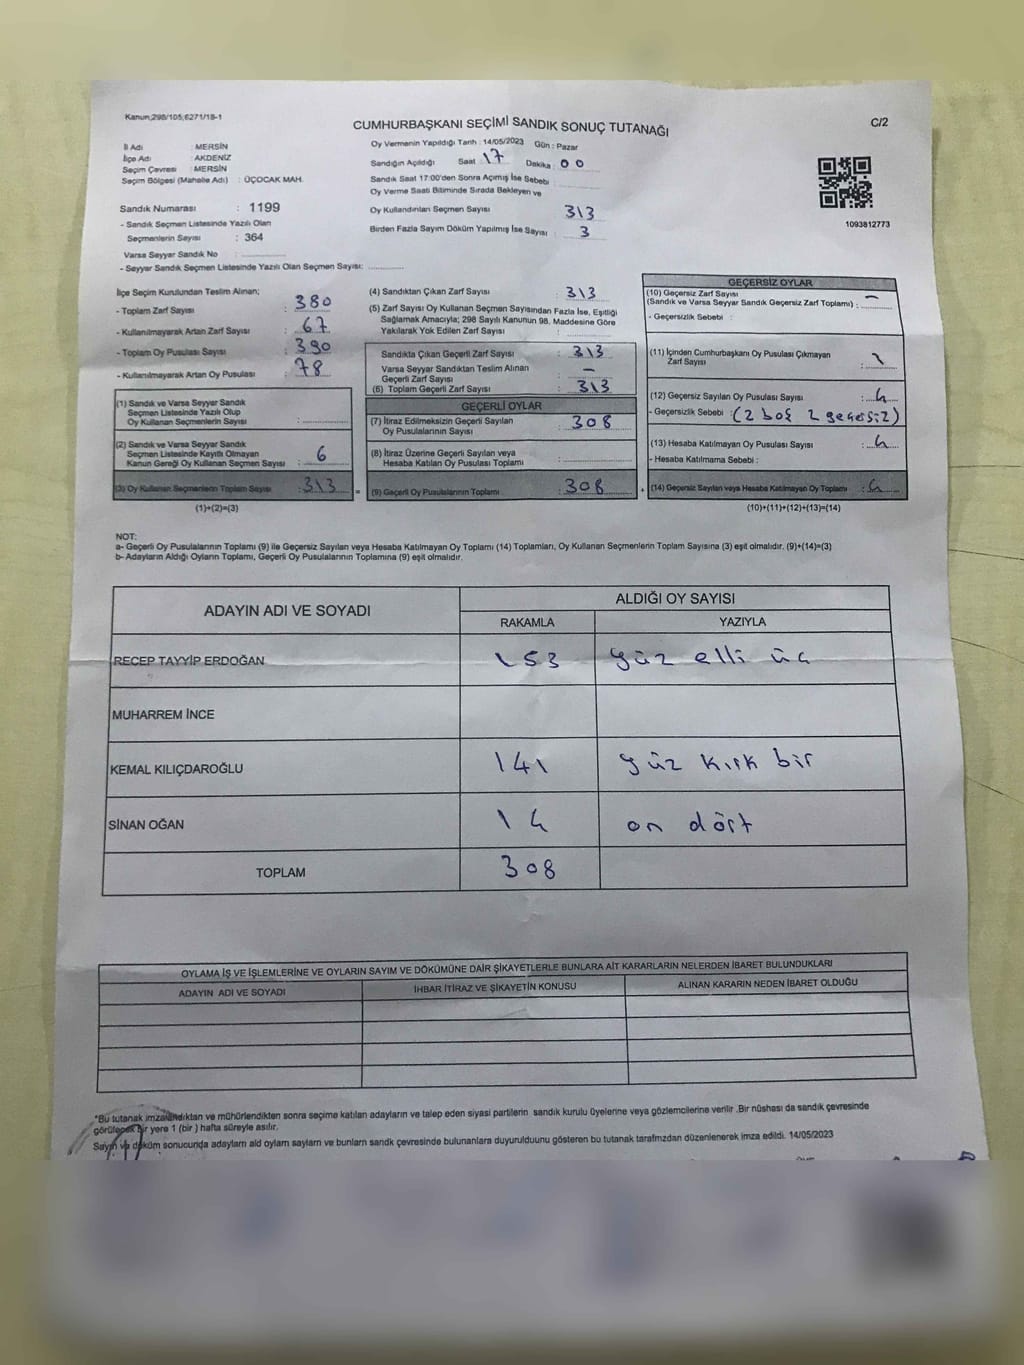 Kanun;298/105;6271/18-1
CUMHURBAŞKANI SEÇİMİ SANDIK SONUÇ TUTANAĞI
C/2
İl Adı : MERSİN
İlçe Adı : AKDENİZ
Seçim Çevresi : MERSİN
Seçim Bölgesi (Mahalle Adı) : ÜÇOCAK MAH.
Sandık Numarası : 1199
- Sandık Seçmen Listesinde Yazılı Olan
Seçmenlerin Sayısı : 364
Varsa Seyyar Sandık No :
- Seyyar Sandık Seçmen Listesinde Yazılı Olan Seçmen Sayısı:
Oy Vermenin Yapıldığı Tarih : 14/05/2023 Gün : Pazar
Sandığın Açıldığı Saat 17 Dakika : 00
Sandık Saat 17:00'den Sonra Açımış İse Sebebi :
Oy Verme Saati Bitiminde Sırada Bekleyen ve
Oy Kullandırılan Seçmen Sayısı 313
Birden Fazla Sayım Döküm Yapılmış İse Sayısı : 3
1093812773
İlçe Seçim Kurulundan Teslim Alınan;
- Toplam Zarf Sayısı : 380
- Kullanılmayarak Artan Zarf Sayısı : 67
- Toplam Oy Pusulası Sayısı : 390
- Kullanılmayarak Artan Oy Pusulası : 78
(1) Sandık ve Varsa Seyyar Sandık
Seçmen Listesinde Yazılı Olup
Oy Kullanan Seçmenlerin Sayısı :
(2) Sandık ve Varsa Seyyar Sandık
Seçmen Listesinde Kayıtlı Olmayan
Kanun Gereği Oy Kullanan Seçmen Sayısı : 6
(3) Oy Kullanan Seçmenlerin Toplam Sayısı : 313
(1)+(2)=(3)
(4) Sandıktan Çıkan Zarf Sayısı : 313
(5) Zarf Sayısı Oy Kullanan Seçmen Sayısından Fazla İse, Eşitliği
Sağlamak Amacıyla; 298 Sayılı Kanunun 98. Maddesine Göre
Yakılarak Yok Edilen Zarf Sayısı :
Sandıkta Çıkan Geçerli Zarf Sayısı : 313
Varsa Seyyar Sandıktan Teslim Alınan
Geçerli Zarf Sayısı : -
(6) Toplam Geçerli Zarf Sayısı : 313
GEÇERLİ OYLAR
(7) İtiraz Edilmeksizin Geçerli Sayılan
Oy Pusulalarının Sayısı : 308
(8) İtiraz Üzerine Geçerli Sayılan veya
Hesaba Katılan Oy Pusulası Toplamı :
= (9) Geçerli Oy Pusulalarının Toplamı : 308
GEÇERSİZ OYLAR
(10) Geçersiz Zarf Sayısı
(Sandık ve Varsa Seyyar Sandık Geçersiz Zarf Toplamı) : -
- Geçersizlik Sebebi :
(11) İçinden Cumhurbaşkanı Oy Pusulası Çıkmayan
Zarf Sayısı : 1
(12) Geçersiz Sayılan Oy Pusulası Sayısı : 4
- Geçersizlik Sebebi : (2 boş 2 geçersiz)
(13) Hesaba Katılmayan Oy Pusulası Sayısı : 4
- Hesaba Katılmama Sebebi :
+ (14) Geçersiz Sayılan veya Hesaba Katılmayan Oy Toplamı : 4
(10)+(11)+(12)+(13)=(14)
NOT:
a- Geçerli Oy Pusulalarının Toplamı (9) ile Geçersiz Sayılan veya Hesaba Katılmayan Oy Toplamı (14) Toplamları, Oy Kullanan Seçmenlerin Toplam Sayısına (3) eşit olmalıdır. (9)+(14)=(3)
b- Adayların Aldığı Oyların Toplamı, Geçerli Oy Pusulalarının Toplamına (9) eşit olmalıdır.
ADAYIN ADI VE SOYADI
ALDIĞI OY SAYISI
RAKAMLA YAZIYLA
RECEP TAYYİP ERDOĞAN 153 yüz elli üç
MUHARREM İNCE
KEMAL KILIÇDAROĞLU 141 yüz kırk bir
SİNAN OĞAN 14 on dört
TOPLAM 308
OYLAMA İŞ VE İŞLEMLERİNE VE OYLARIN SAYIM VE DÖKÜMÜNE DAİR ŞİKAYETLERLE BUNLARA AİT KARARLARIN NELERDEN İBARET BULUNDUKLARI
ADAYIN ADI VE SOYADI İHBAR İTİRAZ VE ŞİKAYETİN KONUSU ALINAN KARARIN NEDEN İBARET OLDUĞU
*Bu tutanak imzalandıktan ve mühürlendikten sonra seçime katılan adayların ve talep eden siyasi partilerin sandık kurulu üyelerine veya gözlemcilerine verilir .Bir nüshası da sandık çevresinde
görülecek bir yere 1 (bir ) hafta süreyle asılır.
Sayım ve döküm sonucunda adayların ald oyların sayların ve bunların sandk çevresinde bulunanlara duyurulduunu gösteren bu tutanak tarafmzdan düzenlenerek imza edildi. 14/05/2023